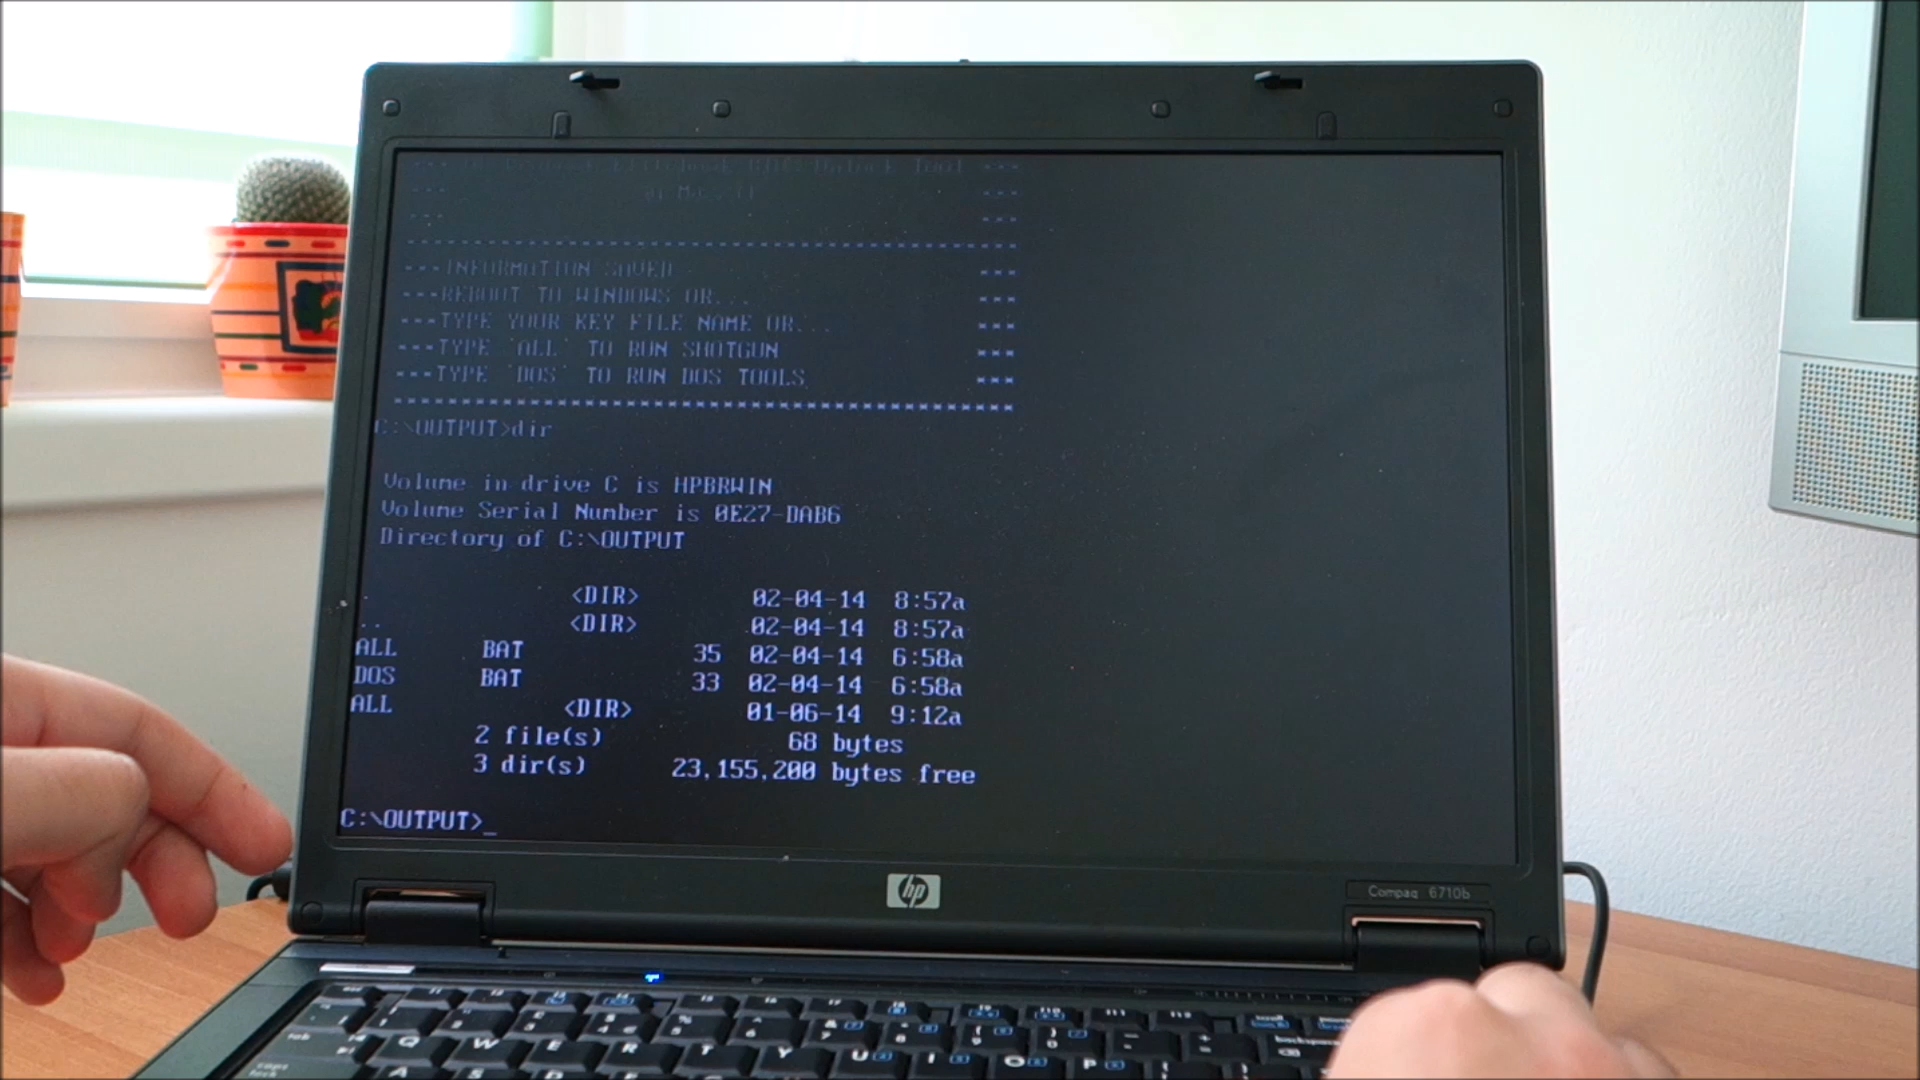 BIOS Unlock Tool ---
--- ---
--- ---
---INFORMATION SAVED ---
---REBOOT TO WINDOWS OR... ---
---TYPE YOUR KEY FILE NAME OR... ---
---TYPE `ALL` TO RUN SHOTGUN ---
---TYPE `DOS` TO RUN DOS TOOLS ---
C:\OUTPUT>dir
Volume in drive C is HPBRWIN
Volume Serial Number is 0E27-DAB6
Directory of C:\OUTPUT
<DIR> 02-04-14 8:57a
.. <DIR> 02-04-14 8:57a
ALL BAT 35 02-04-14 6:58a
DOS BAT 33 02-04-14 6:58a
ALL <DIR> 01-06-14 9:12a
2 file(s) 68 bytes
3 dir(s) 23,155,200 bytes free
C:\OUTPUT>_
hp
Compaq 6710b
Q W E R T Y U I O P
A S D F